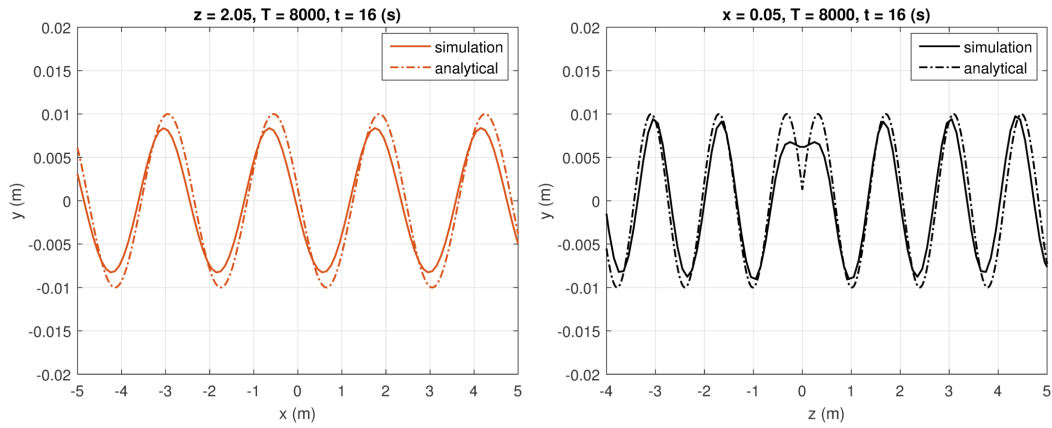 z = 2.05, T = 8000, t = 16 (s)
0.02
0.015
0.01
0.005
0
-0.005
-0.01
-0.015
-0.02
y (m)
simulation
analytical
-5 -4 -3 -2 -1 0 1 2 3 4 5
x (m)
x = 0.05, T = 8000, t = 16 (s)
0.02
0.015
0.01
0.005
0
-0.005
-0.01
-0.015
-0.02
y (m)
simulation
analytical
-4 -3 -2 -1 0 1 2 3 4 5
z (m)